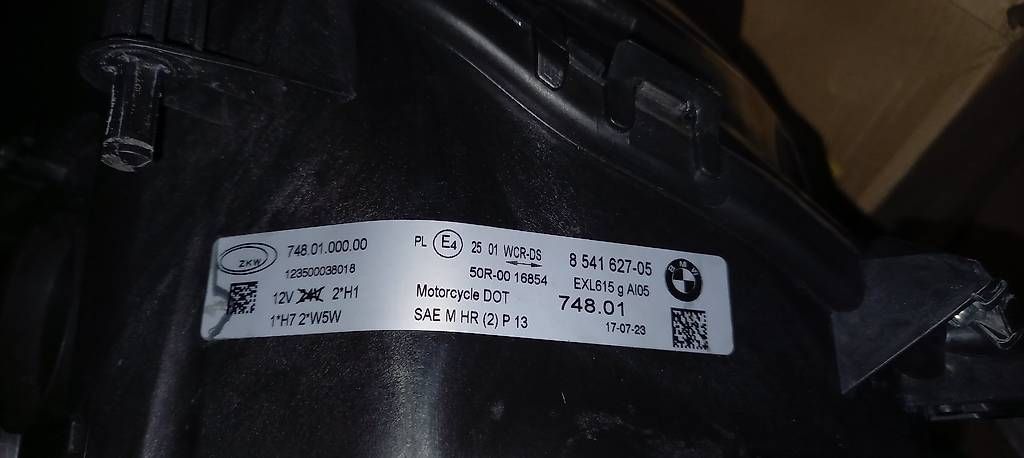 ZKW
748.01.000.00
123500038018
12V 24V 2*H1
1*H7 2*W5W
PL E4 25 01 WCR-DS
50R-00 16854
Motorcycle DOT
SAE M HR (2) P 13
8 541 627-05
EXL615 g AI05
748.01
17-07-23
BMW